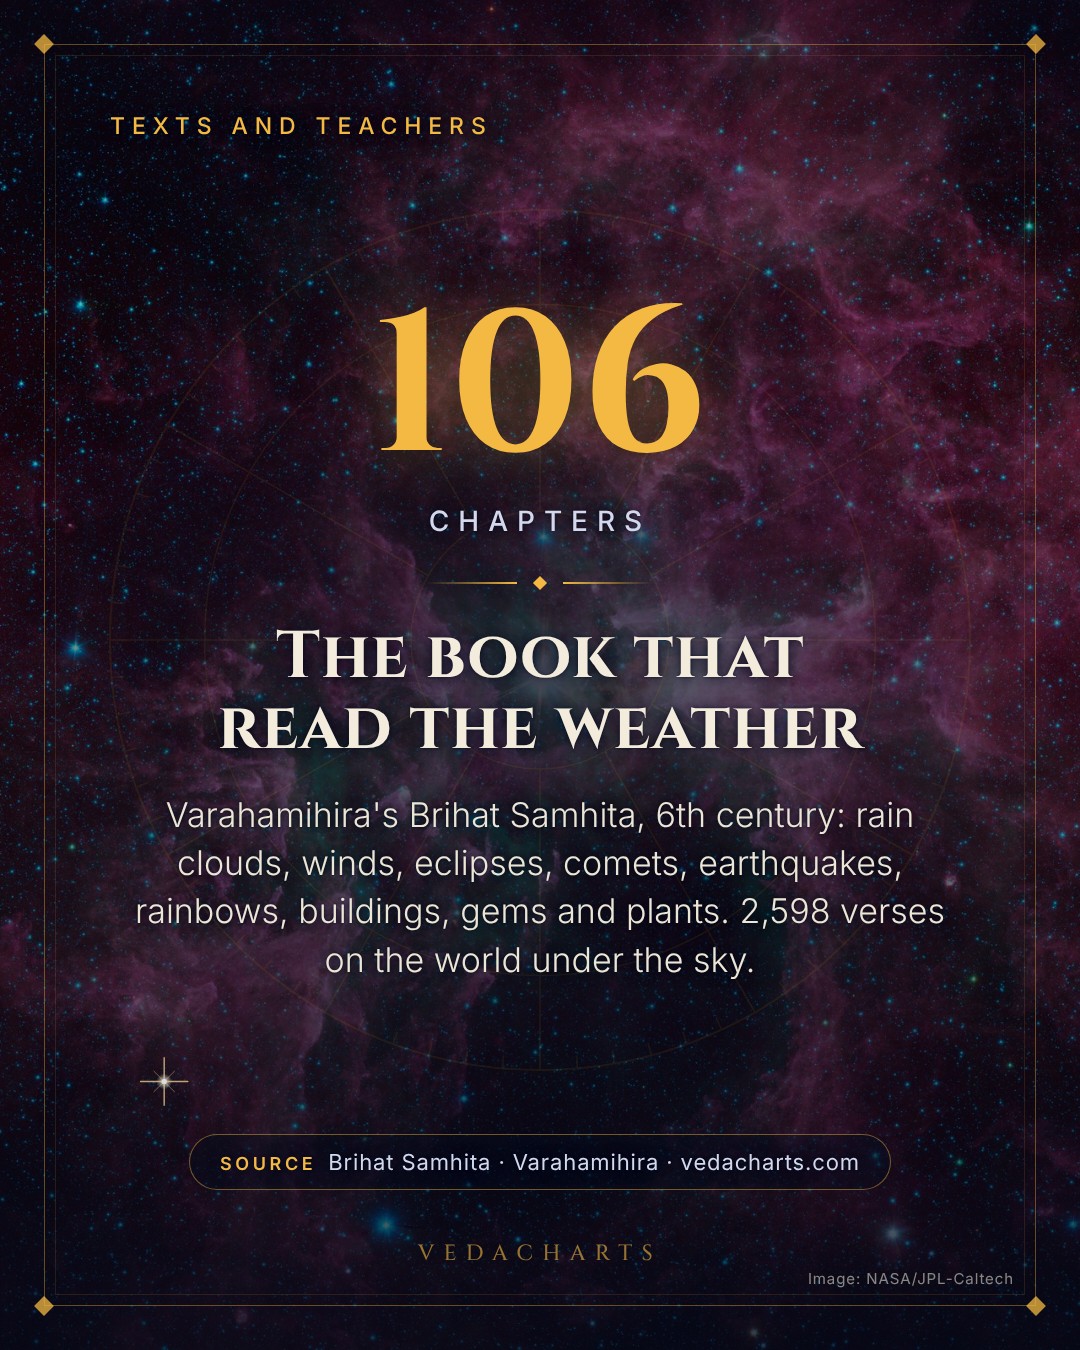 TEXTS AND TEACHERS
106
CHAPTERS
The book that
read the weather
Varahamihira's Brihat Samhita, 6th century: rain
clouds, winds, eclipses, comets, earthquakes,
rainbows, buildings, gems and plants. 2,598 verses
on the world under the sky.
SOURCE Brihat Samhita · Varahamihira · vedacharts.com
VEDACHARTS
Image: NASA/JPL-Caltech